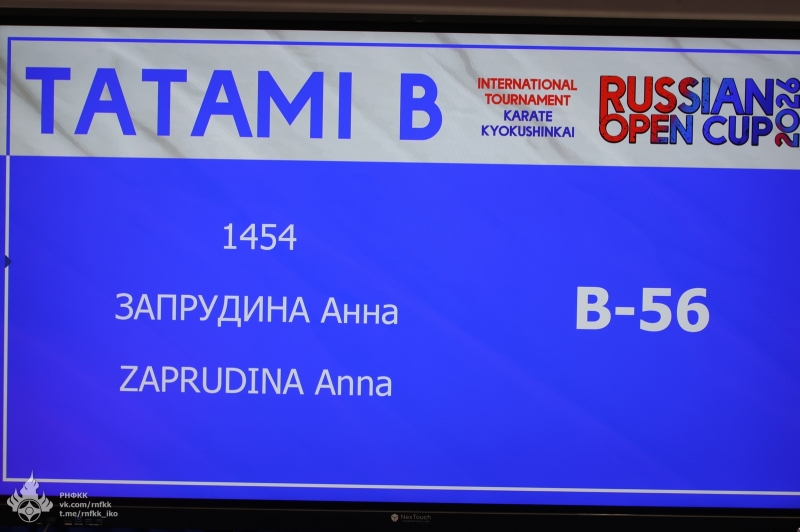 TATAMI B
INTERNATIONAL
TOURNAMENT
KARATE
KYOKUSHINKAI
RUSSIAN
OPEN CUP
2026
1454
ЗАПРУДИНА Анна
ZAPRUDINA Anna
B-56
РНФКК
vk.com/rnfkk
t.me/rnfkk_iko
NexTouch